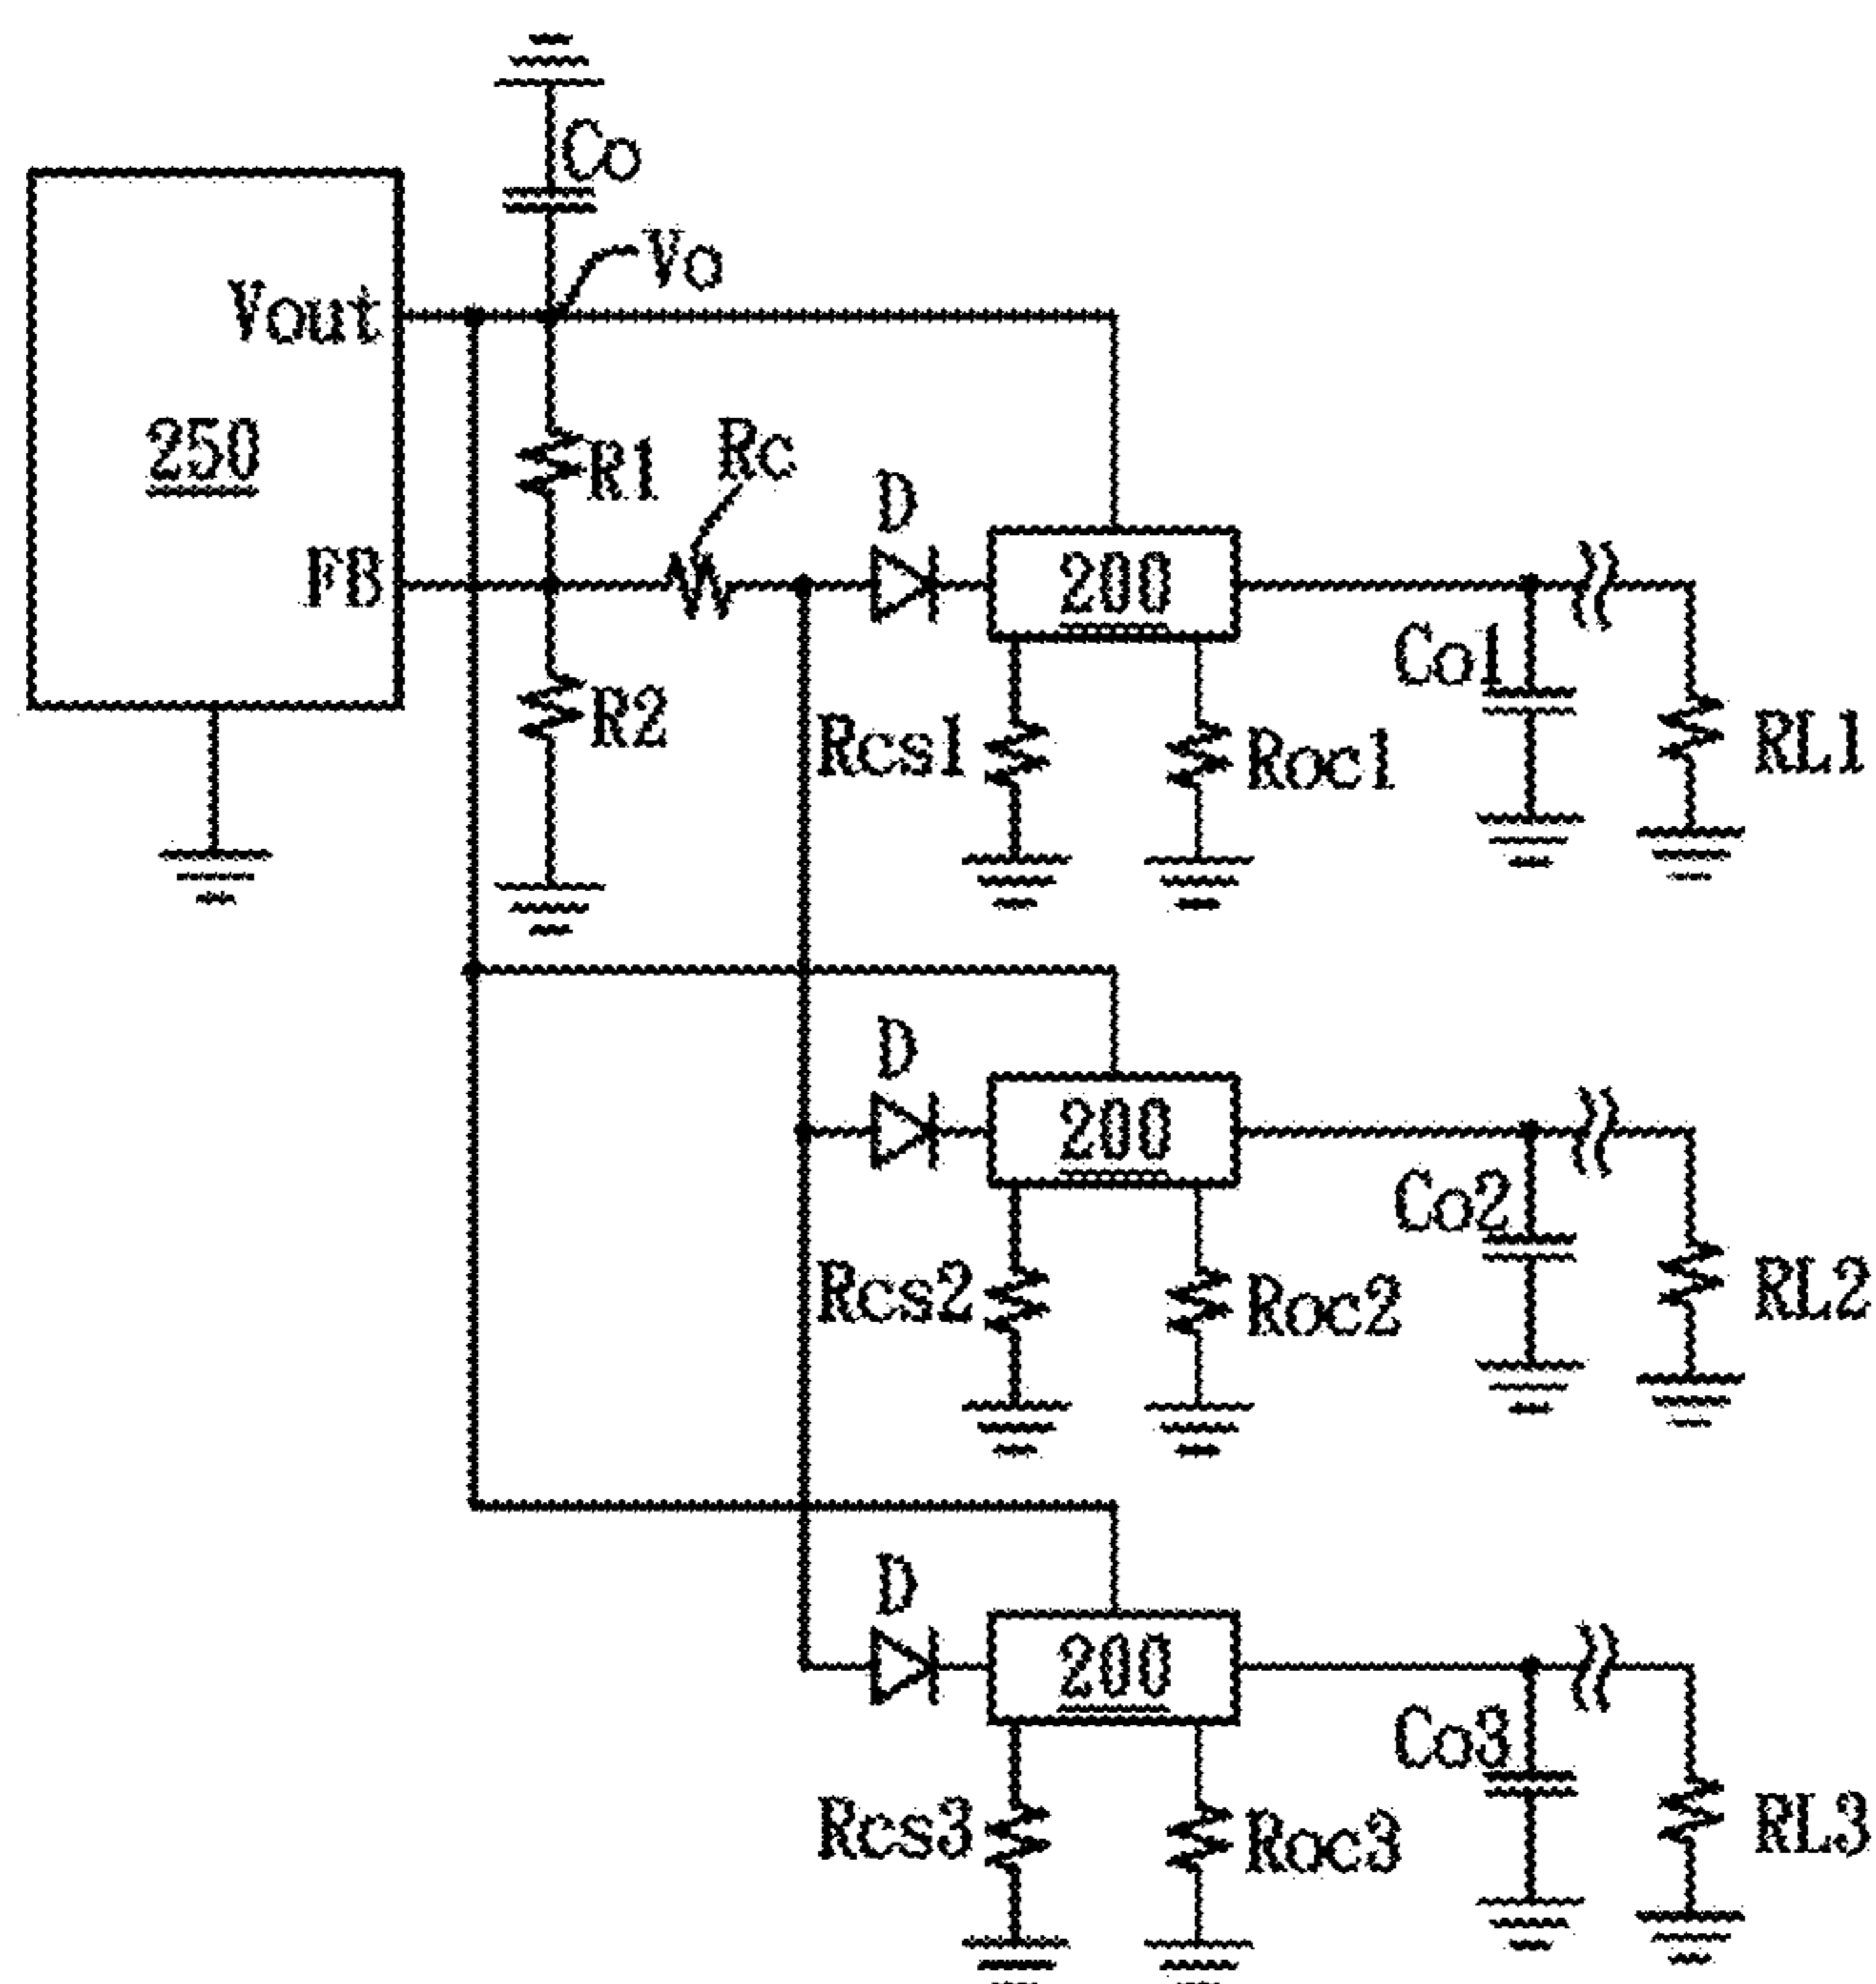 Co
Vo
Vout
250
R1
Rc
D
FB
200
R2
Rcs1
Roc1
Co1
RL1
D
200
Rcs2
Roc2
Co2
RL2
D
200
Rcs3
Roc3
Co3
RL3